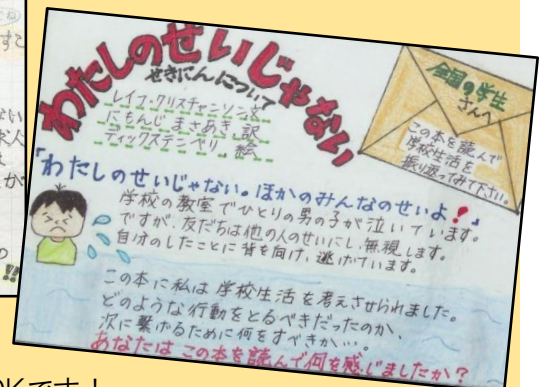 わたしのせいじゃない
せきにんについて
レイフ・クリスチャンソン 文
にもんじ まさあき 訳
ディックステンベリ 絵
全国の学生
さんへ
この本を読んで
学校生活を
振り返ってみて下さい。
「わたしのせいじゃない。ほかのみんなのせいよ!」
学校の教室でひとりの男の子が泣いています。
ですが、友だちは他の人のせいにし、無視します。
自分のしたことに背を向け、逃げています。
この本に私は学校生活を考えさせられました。
どのような行動をとるべきだったのか、
次に繋げるために何をすべきか…。
あなたはこの本を読んで何を感じましたか?
です!